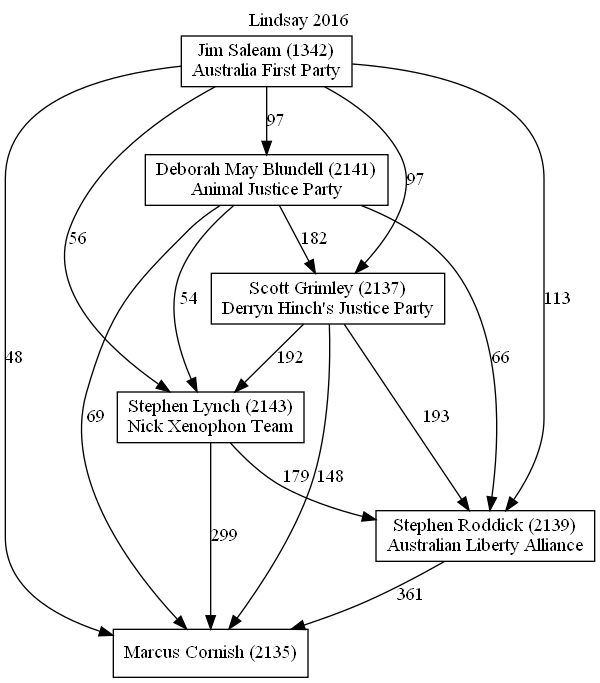 Lindsay 2016
Jim Saleam (1342)
Australia First Party
97
Deborah May Blundell (2141)
Animal Justice Party
97
56
182
Scott Grimley (2137)
Derryn Hinch's Justice Party
54
113
48
192
66
Stephen Lynch (2143)
Nick Xenophon Team
69
193
179
148
Stephen Roddick (2139)
Australian Liberty Alliance
299
361
Marcus Cornish (2135)